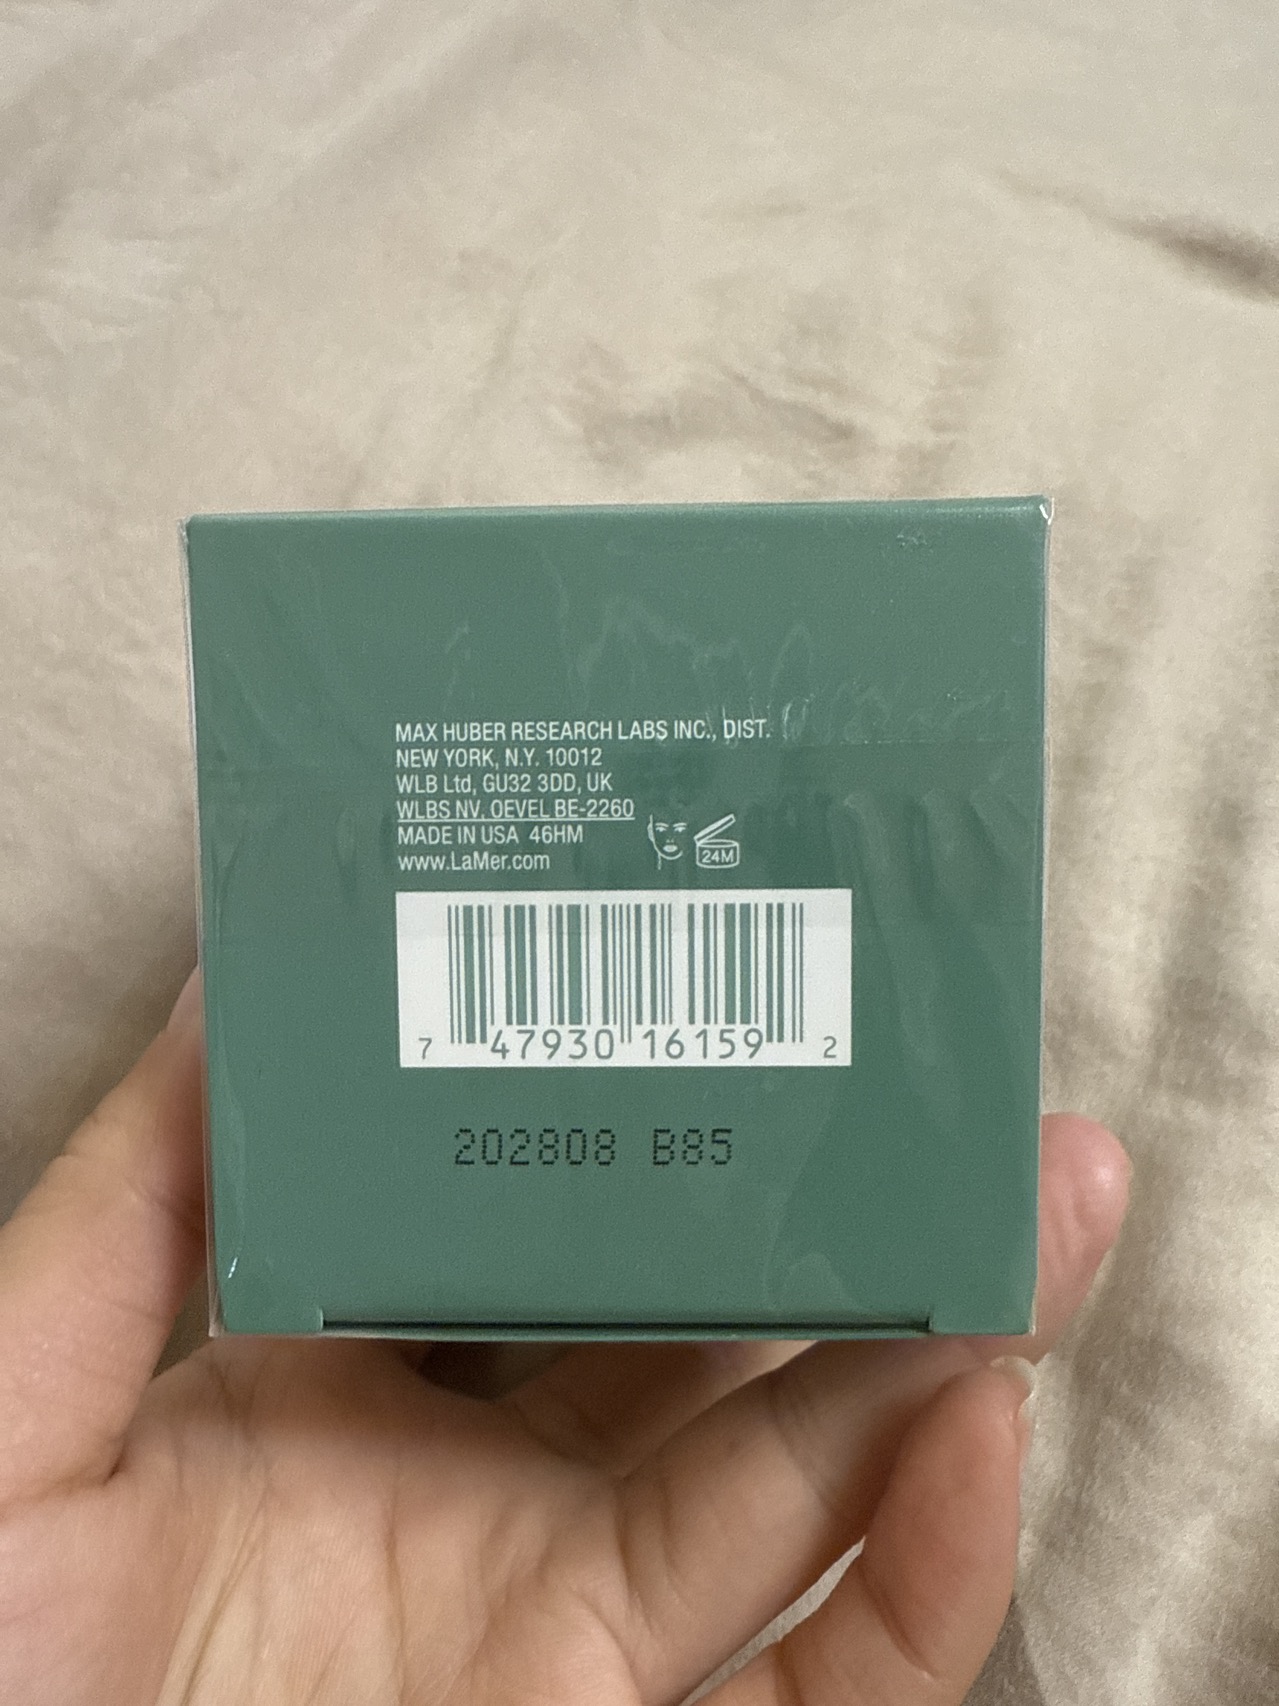 MAX HUBER RESEARCH LABS INC., DIST.
NEW YORK, N.Y. 10012
WLB Ltd, GU32 3DD, UK
WLBS NV. OEVEL BE-2260
MADE IN USA 46HM
www.LaMer.com
24M
7 47930 16159 2
202808 B85